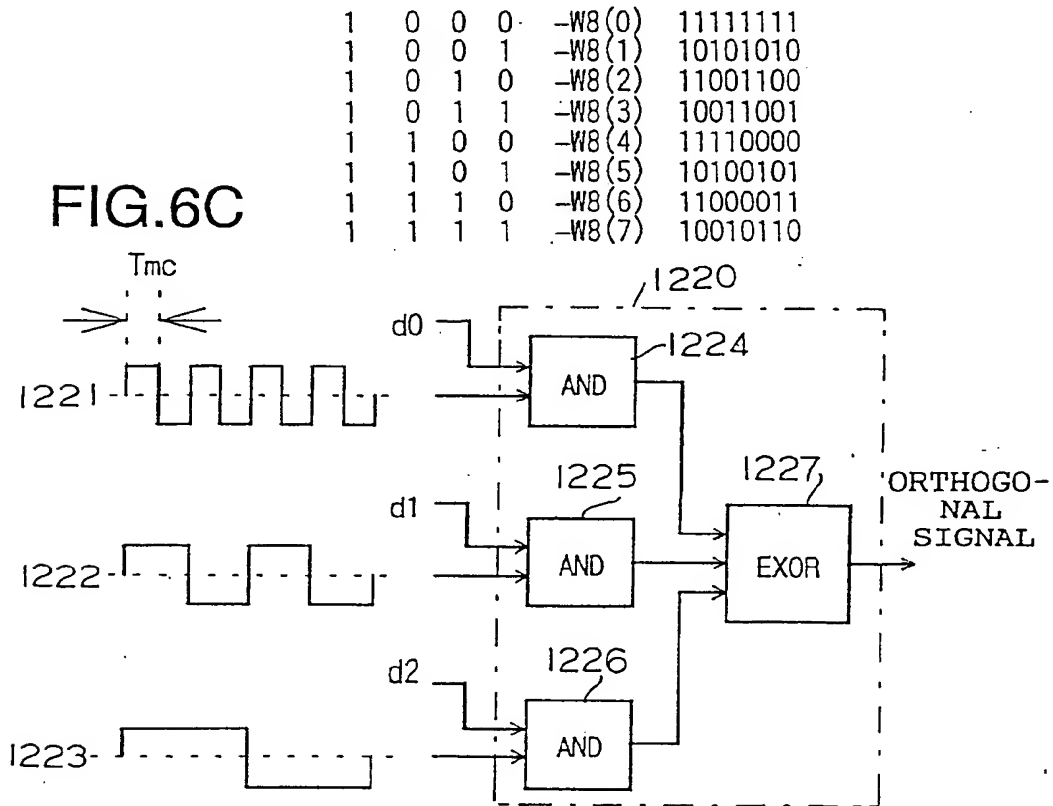 1 0 0 0 -W8(0) 11111111
1 0 0 1 -W8(1) 10101010
1 0 1 0 -W8(2) 11001100
1 0 1 1 -W8(3) 10011001
1 1 0 0 -W8(4) 11110000
1 1 0 1 -W8(5) 10100101
1 1 1 0 -W8(6) 11000011
1 1 1 1 -W8(7) 10010110
FIG.6C
Tmc
1220
d0
1224
AND
1221
d1
1225
1227
AND
EXOR
ORTHOGO-
NAL
SIGNAL
1222
d2
1226
AND
1223